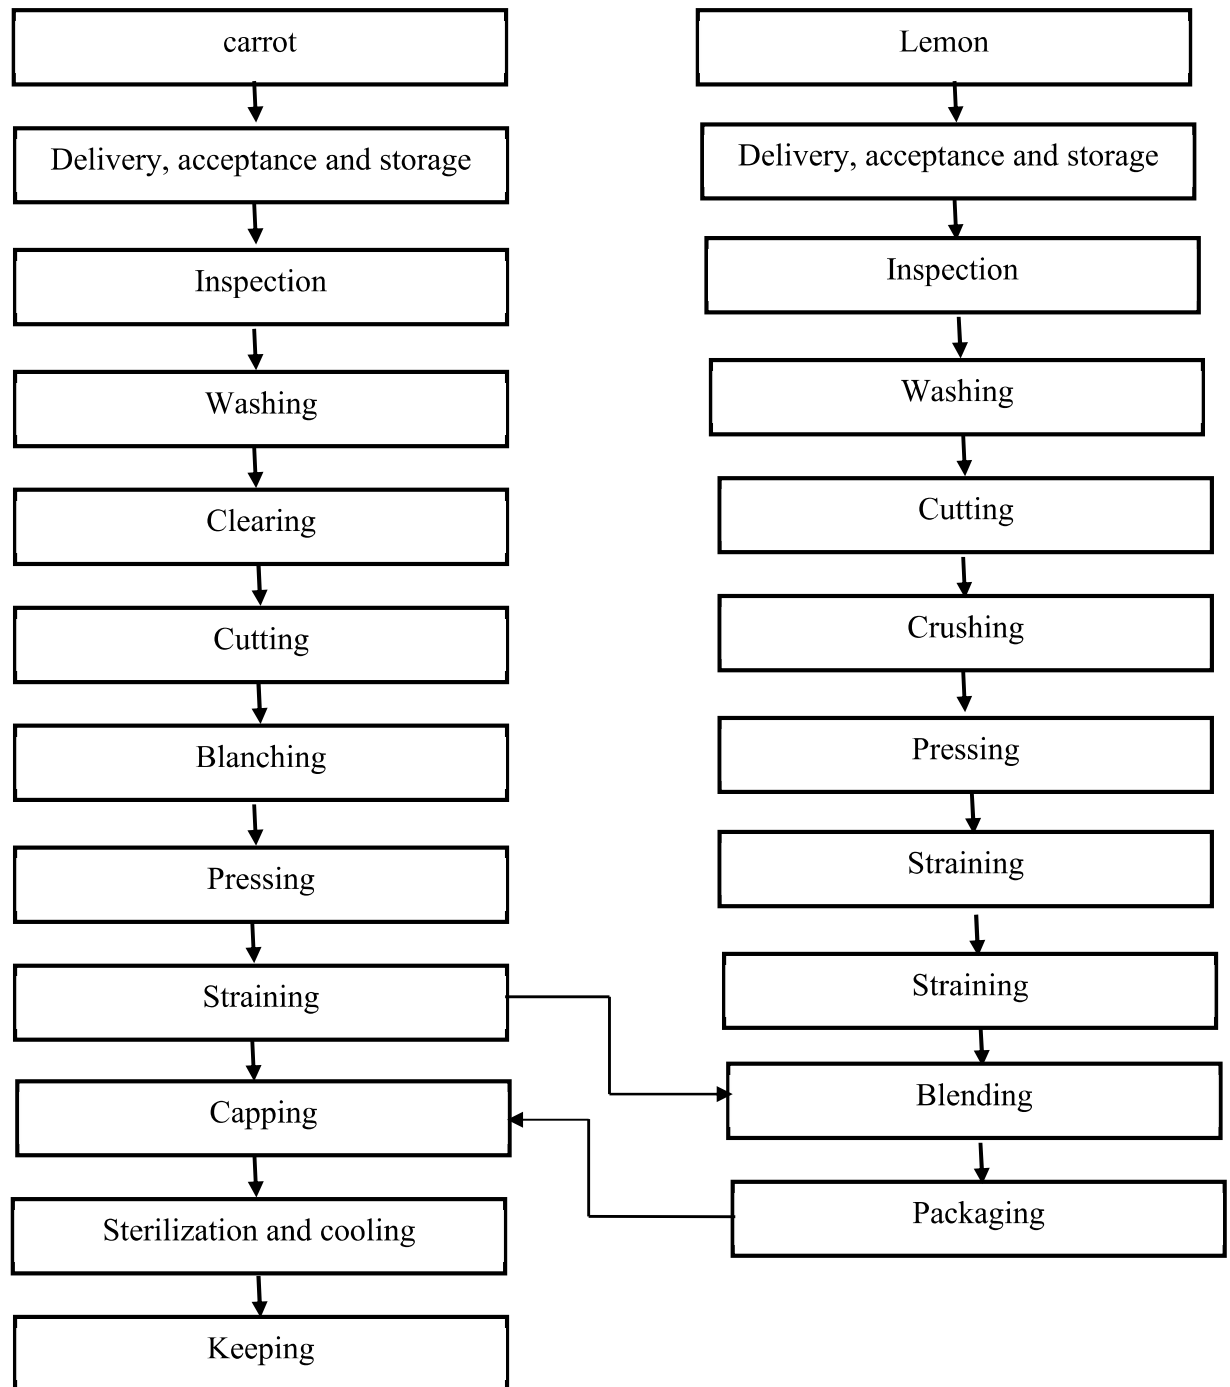 carrot
Delivery, acceptance and storage
Inspection
Washing
Clearing
Cutting
Blanching
Pressing
Straining
Capping
Sterilization and cooling
Keeping
Lemon
Delivery, acceptance and storage
Inspection
Washing
Cutting
Crushing
Pressing
Straining
Straining
Blending
Packaging